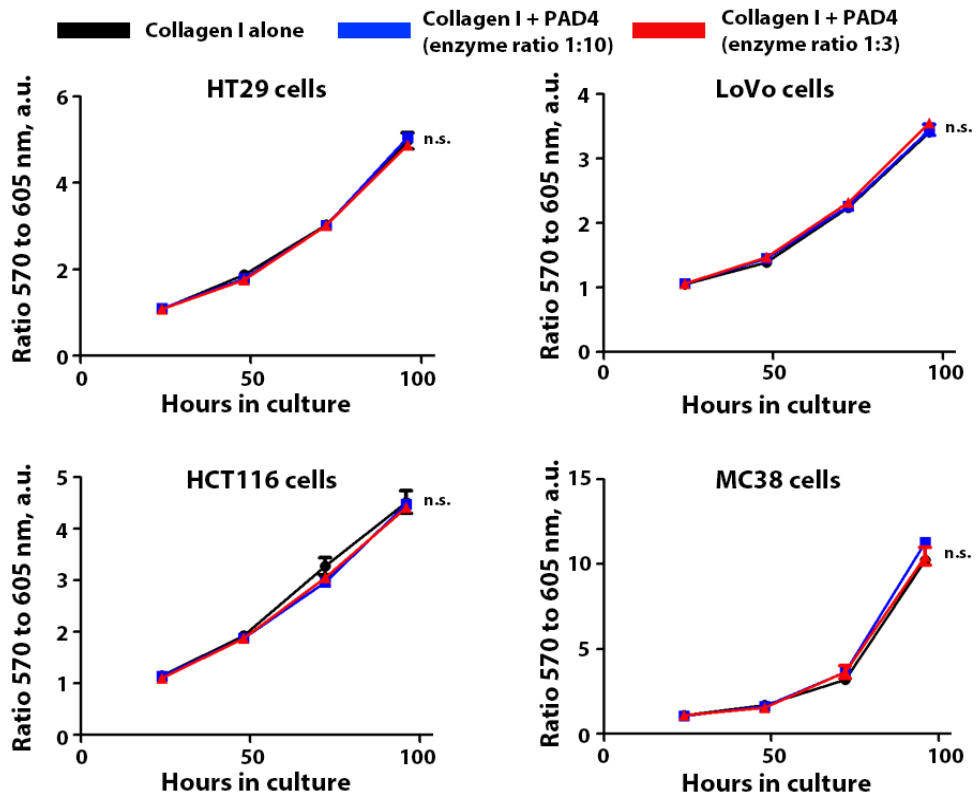 Collagen I alone
Collagen I + PAD4
(enzyme ratio 1:10)
Collagen I + PAD4
(enzyme ratio 1:3)
HT29 cells
Ratio 570 to 605 nm, a.u.
6
4
2
0
n.s.
0
50
100
Hours in culture
LoVo cells
Ratio 570 to 605 nm, a.u.
4
3
2
1
0
n.s.
0
50
100
Hours in culture
HCT116 cells
Ratio 570 to 605 nm, a.u.
5
4
3
2
1
0
n.s.
0
50
100
Hours in culture
MC38 cells
Ratio 570 to 605 nm, a.u.
15
10
5
0
n.s.
0
50
100
Hours in culture